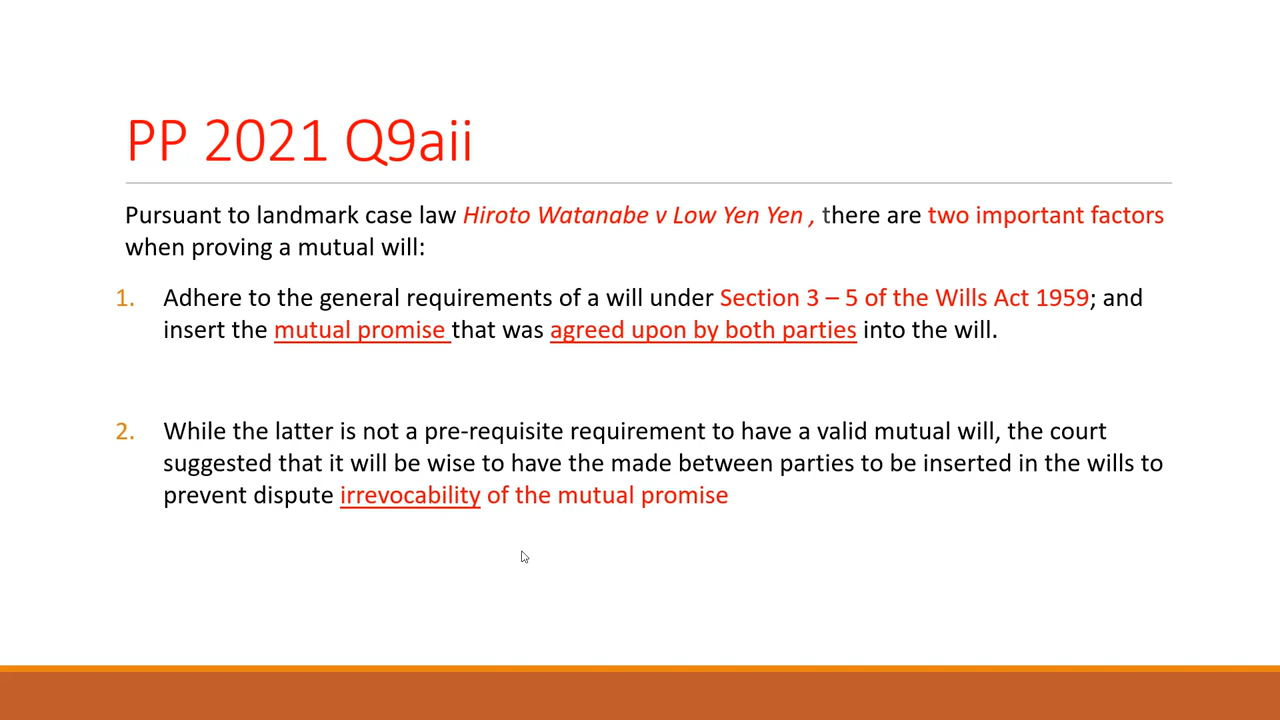 PP 2021 Q9aii
Pursuant to landmark case law Hiroto Watanabe v Low Yen Yen , there are two important factors
when proving a mutual will:
1. Adhere to the general requirements of a will under Section 3 – 5 of the Wills Act 1959; and
insert the mutual promise that was agreed upon by both parties into the will.
2. While the latter is not a pre-requisite requirement to have a valid mutual will, the court
suggested that it will be wise to have the made between parties to be inserted in the wills to
prevent dispute irrevocability of the mutual promise